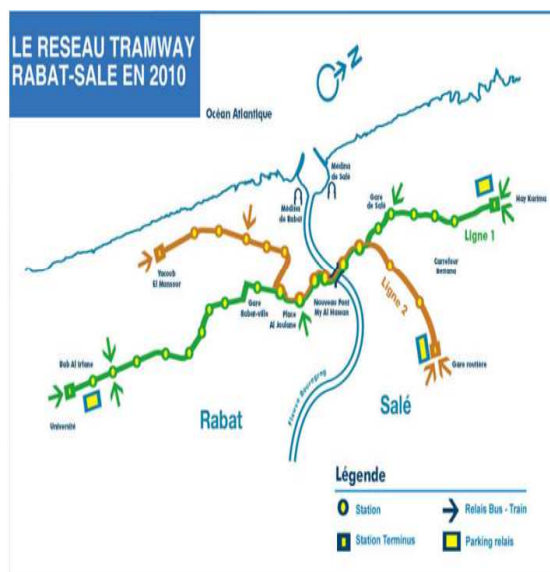 LE RESEAU TRAMWAY
RABAT-SALE EN 2010
N
Océan Atlantique
Médina
de Salé
Médina
de Rabat
Gare
de Salé
Hay Karima
Ligne 1
Yacoub
El Mansour
Carrefour
Bettana
Gare
Rabat-ville
Place
Al Joulane
Nouveau Pont
My Al Hassan
Ligne 2
Bab Al Irfane
Gare routière
Fleuve Bouregreg
Université
Rabat
Salé
Légende
Station
Relais Bus - Train
Station Terminus
Parking relais